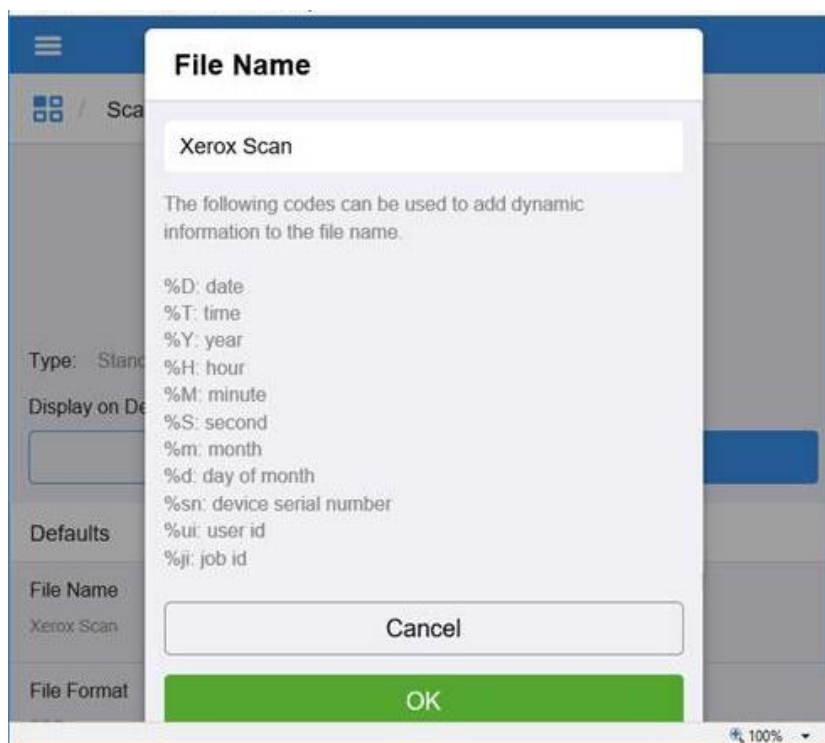 File Name
Sca
Xerox Scan
The following codes can be used to add dynamic
information to the file name.
%D: date
%T: time
%Y: year
%H: hour
%M: minute
%S: second
%m: month
%d: day of month
%sn: device serial number
%ui: user id
%ji: job id
Type: Stand
Display on De
Defaults
File Name
Xerox Scan
File Format
Cancel
OK
100%